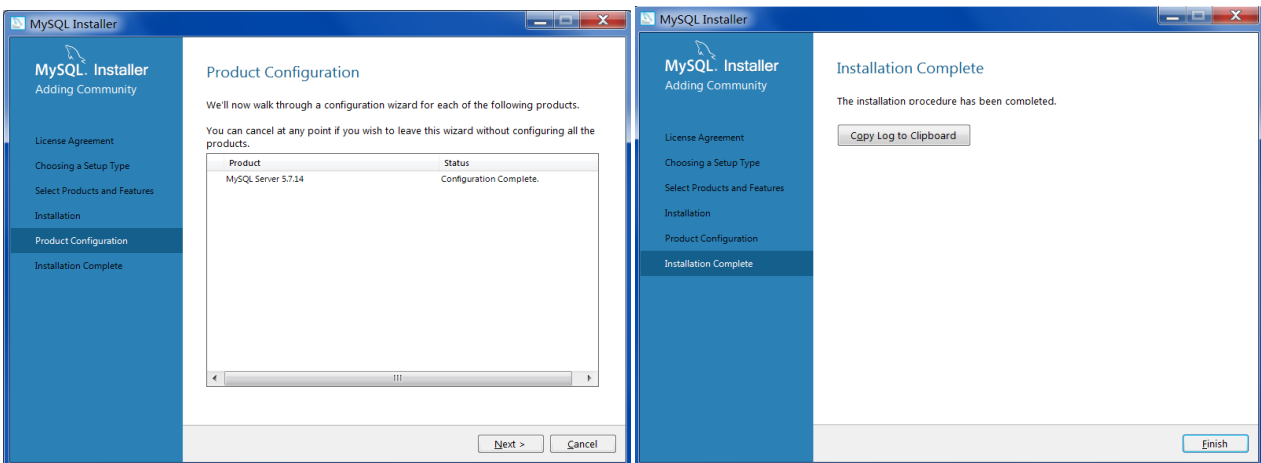 MySQL Installer
MySQL. Installer
Adding Community
License Agreement
Choosing a Setup Type
Select Products and Features
Installation
Product Configuration
Installation Complete
Product Configuration
We'll now walk through a configuration wizard for each of the following products.
You can cancel at any point if you wish to leave this wizard without configuring all the
products.
Product Status
MySQL Server 5.7.14 Configuration Complete.
Next >
Cancel
MySQL Installer
MySQL. Installer
Adding Community
License Agreement
Choosing a Setup Type
Select Products and Features
Installation
Product Configuration
Installation Complete
Installation Complete
The installation procedure has been completed.
Copy Log to Clipboard
Finish